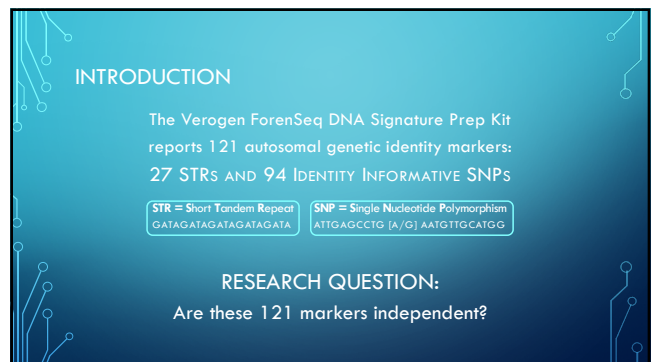 INTRODUCTION
The Verogen ForenSeq DNA Signature Prep Kit
reports 121 autosomal genetic identity markers:
27 STRS AND 94 IDENTITY INFORMATIVE SNPS
STR = Short Tandem Repeat
GATAGATAGATAGATAGATA
SNP = Single Nucleotide Polymorphism
ATTGAGCCTG [A/G] AATGTTGCATGG
RESEARCH QUESTION:
Are these 121 markers independent?